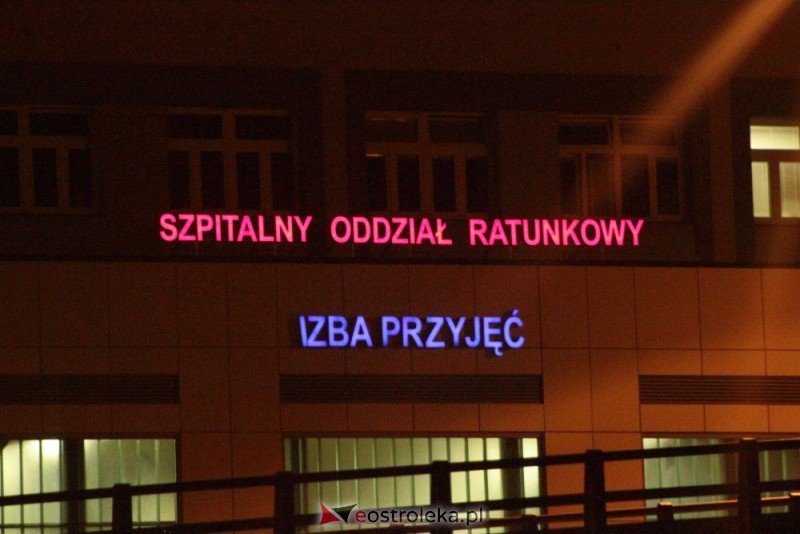 SZPITALNY ODDZIAŁ RATUNKOWY
IZBA PRZYJĘĆ
eostroleka.pl